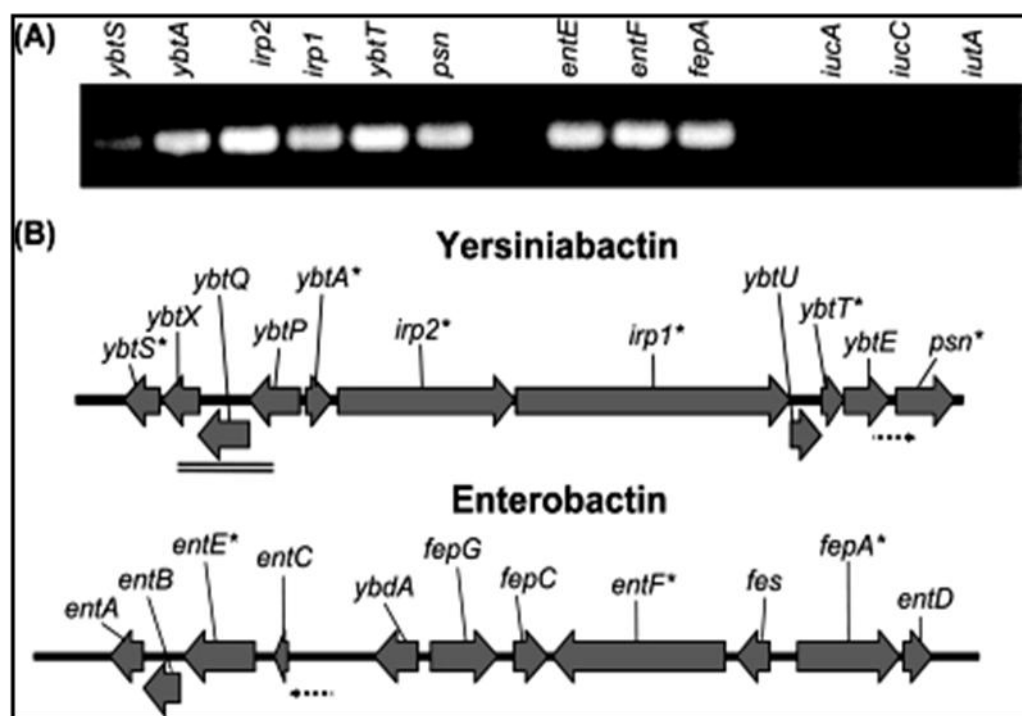 (A) ybtS ybtA irp2 irp1 ybtT psn entE entF fepA iucA iucC iutA
(B)
Yersiniabactin
ybtS* ybtX ybtQ ybtP ybtA* irp2* irp1* ybtU ybtT* ybtE psn*
Enterobactin
entA entB entE* entC ybdA fepG fepC entF* fes fepA* entD